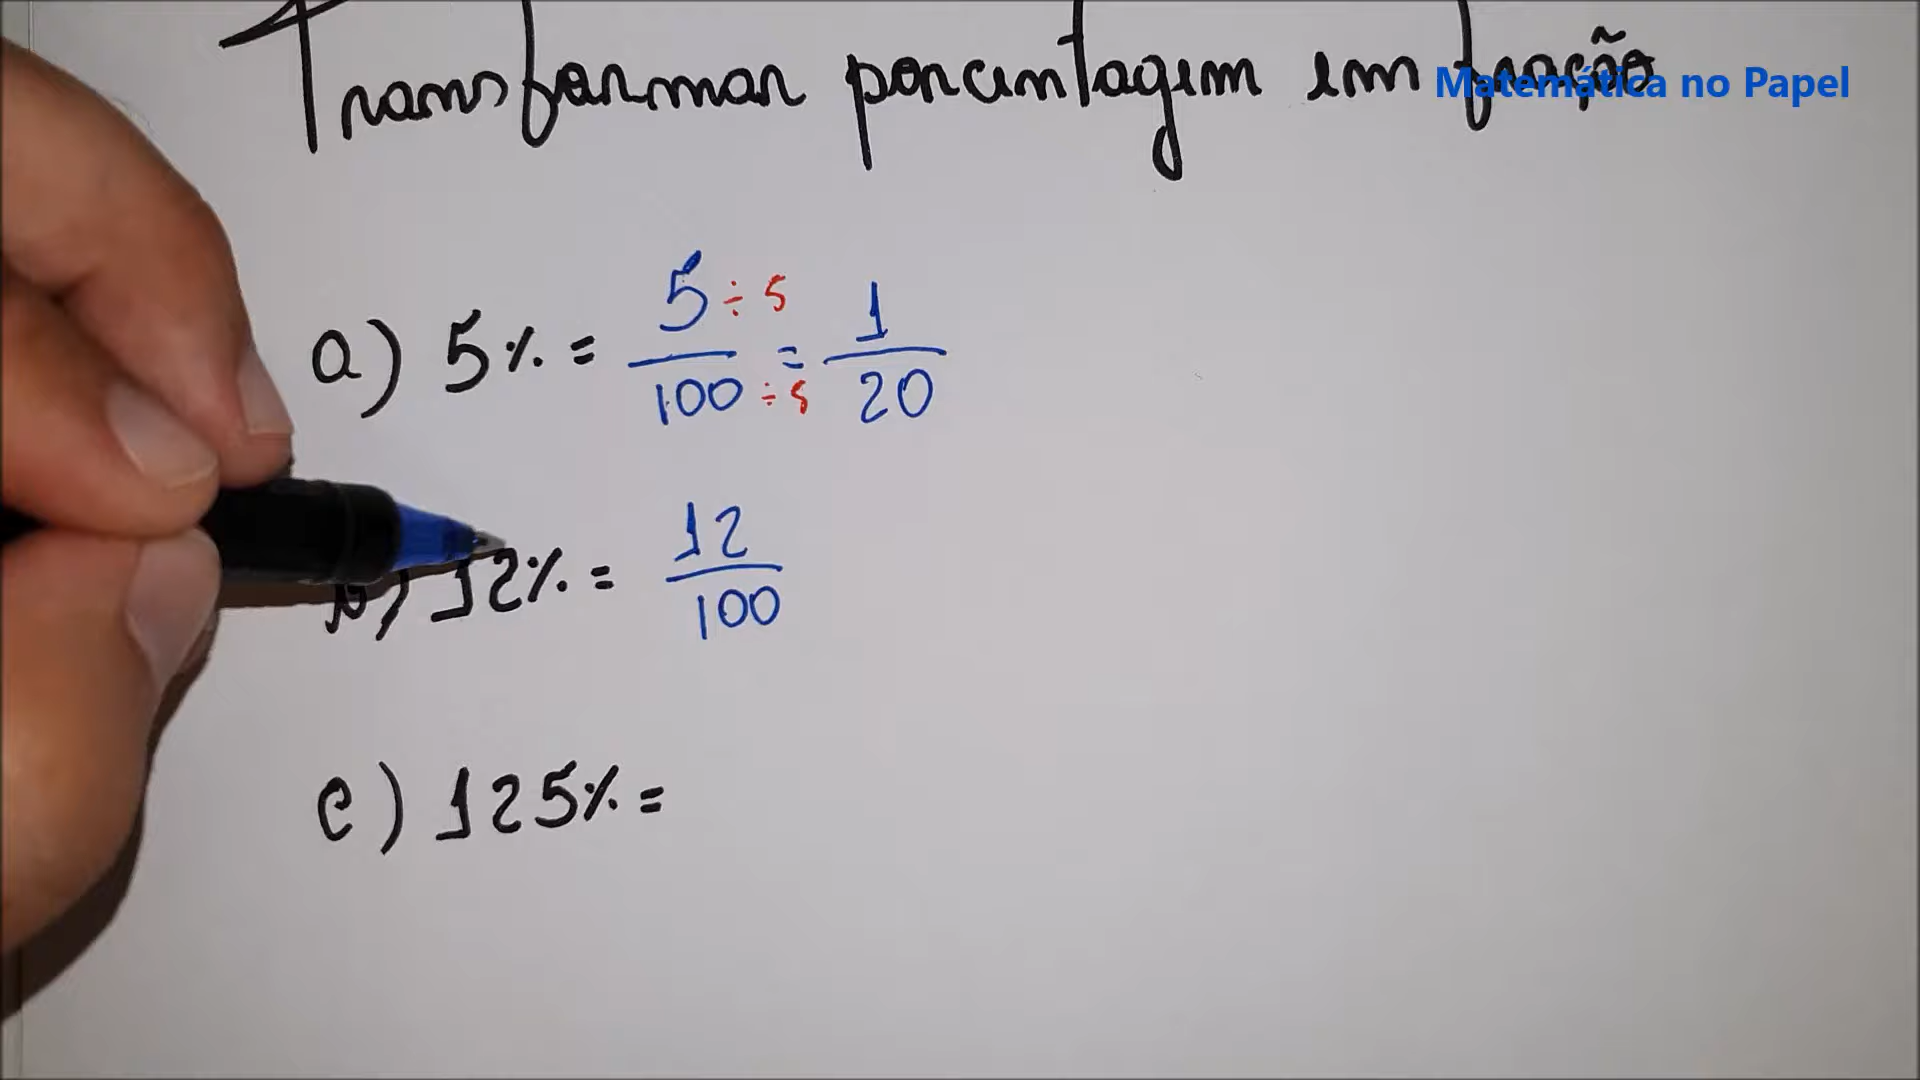 Transformar porcentagem em fração
Matemática no Papel
a) 5% = 5 ÷ 5 / 100 ÷ 5 = 1 / 20
b) 12% = 12 / 100
c) 125% =